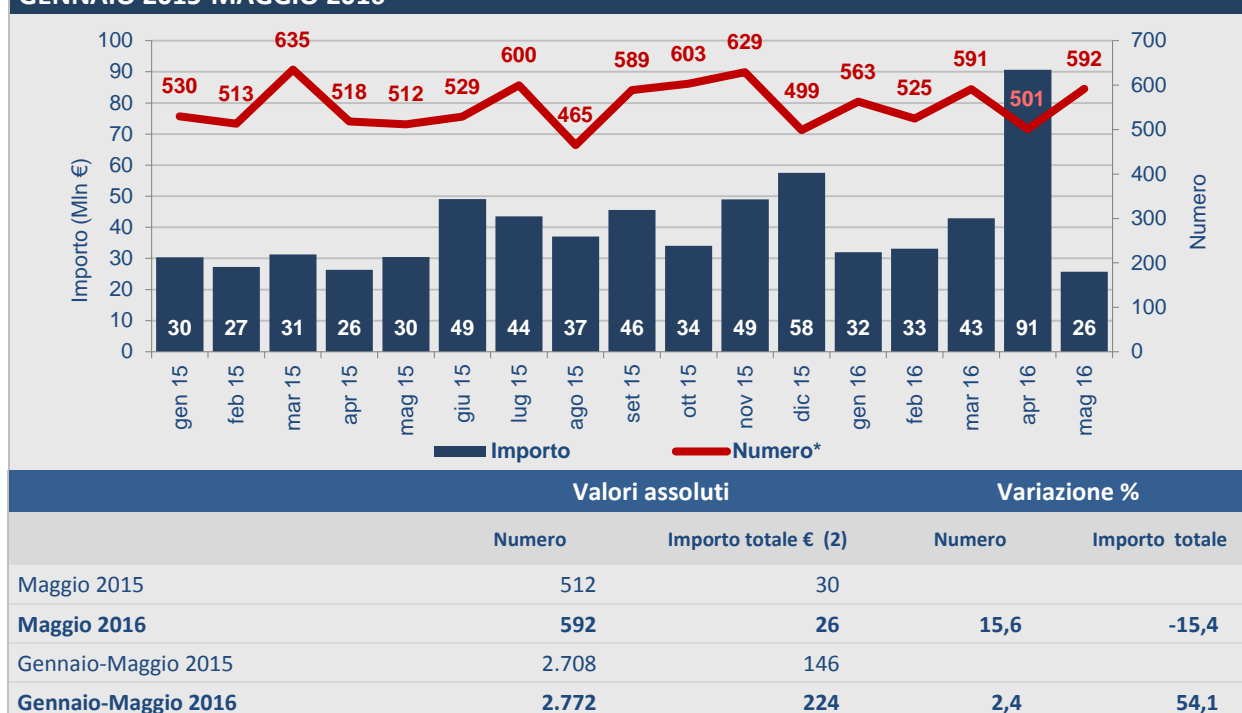 GENNAIO 2015-MAGGIO 2016
Importo (Mln €)
100
90
80
70
60
50
40
30
20
10
0
Numero
700
600
500
400
300
200
100
0
530 513 635 518 512 529 600 465 589 603 629 499 563 525 591 501 592
30 27 31 26 30 49 44 37 46 34 49 58 32 33 43 91 26
gen 15 feb 15 mar 15 apr 15 mag 15 giu 15 lug 15 ago 15 set 15 ott 15 nov 15 dic 15 gen 16 feb 16 mar 16 apr 16 mag 16
Importo Numero*
Valori assoluti Variazione %
Numero Importo totale € (2) Numero Importo totale
Maggio 2015 512 30
Maggio 2016 592 26 15,6 -15,4
Gennaio-Maggio 2015 2.708 146
Gennaio-Maggio 2016 2.772 224 2,4 54,1